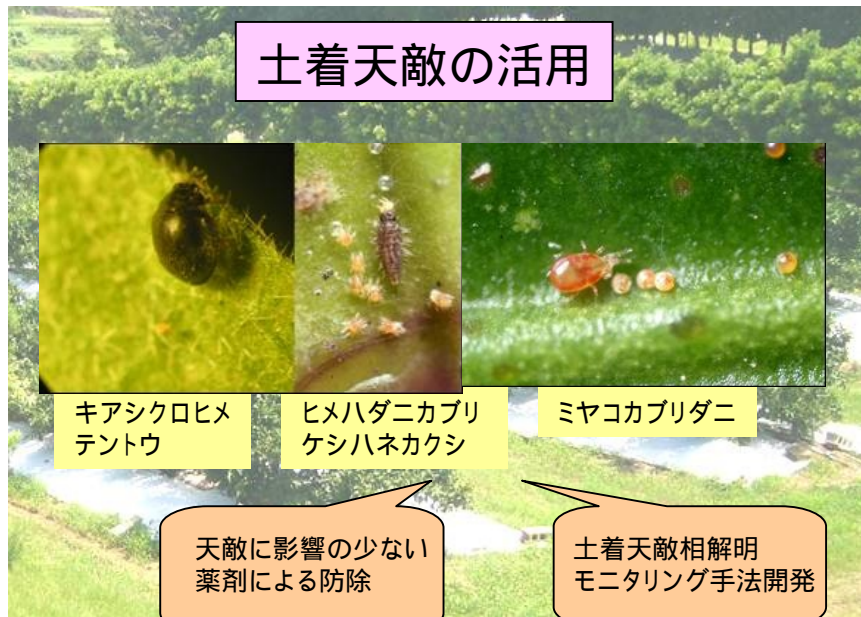 土着天敵の活用
キアシクロヒメ
テントウ
ヒメハダニカブリ
ケシハネカクシ
ミヤコカブリダニ
天敵に影響の少ない
薬剤による防除
土着天敵相解明
モニタリング手法開発